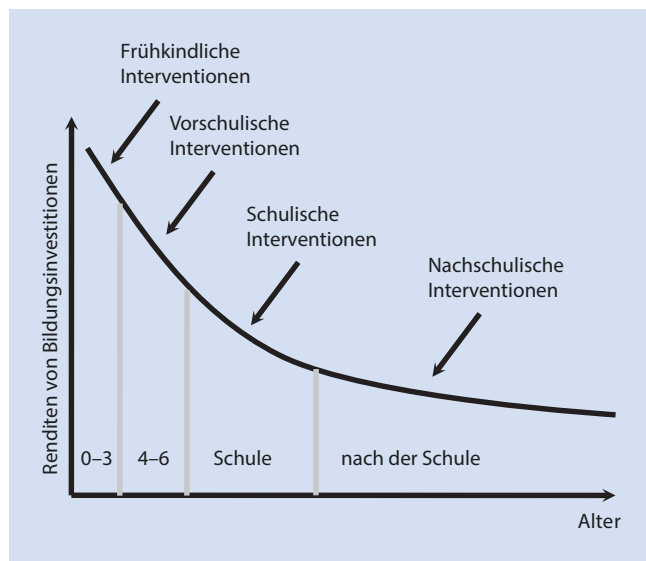 Frühkindliche
Interventionen
Vorschulische
Interventionen
Schulische
Interventionen
Nachschulische
Interventionen
Renditen von Bildungsinvestitionen
0–3
4–6
Schule
nach der Schule
Alter